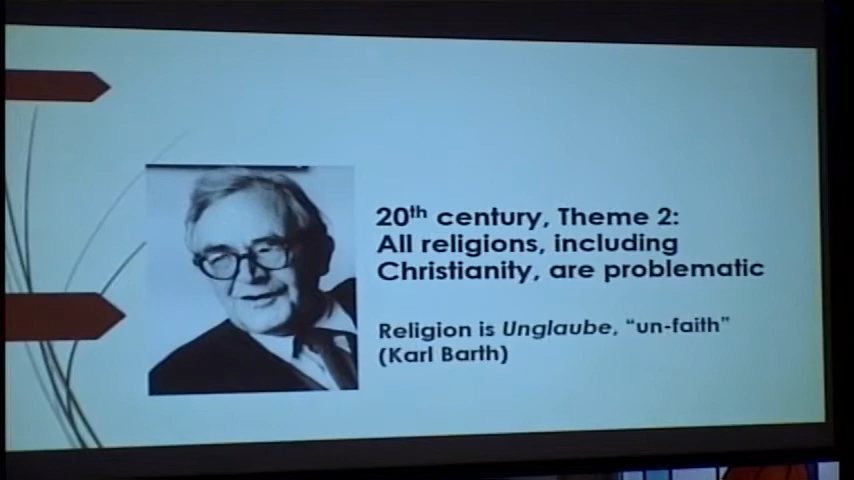 20th century, Theme 2:
All religions, including
Christianity, are problematic
Religion is Unglaube, “un-faith”
(Karl Barth)